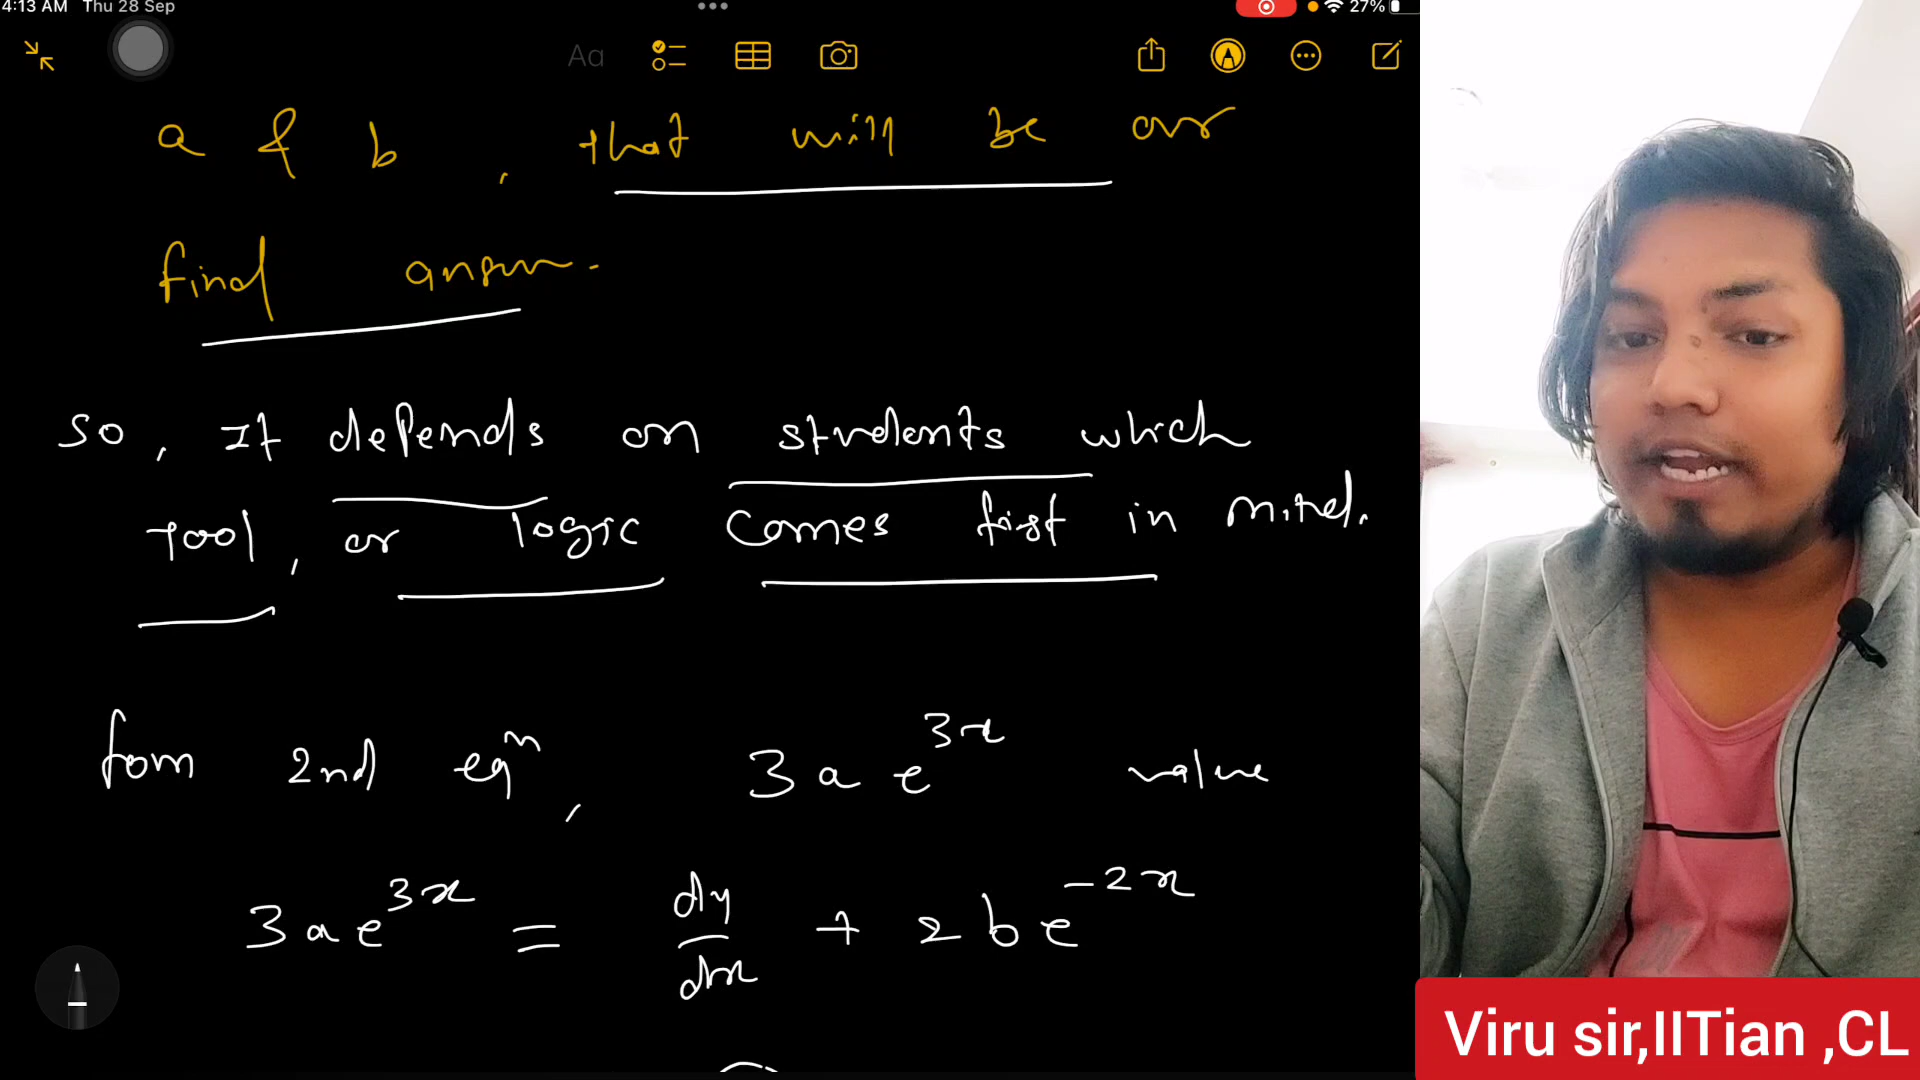 4:13 AM Thu 28 Sep
27%
Aa
a & b , that will be our
final answer.
so, It depends on students which
tool, or logic comes first in mind.
from 2nd eqⁿ, 3ae^{3x} value
3ae^{3x} = dy/dx + 2be^{-2x}
Viru sir,IITian ,CL